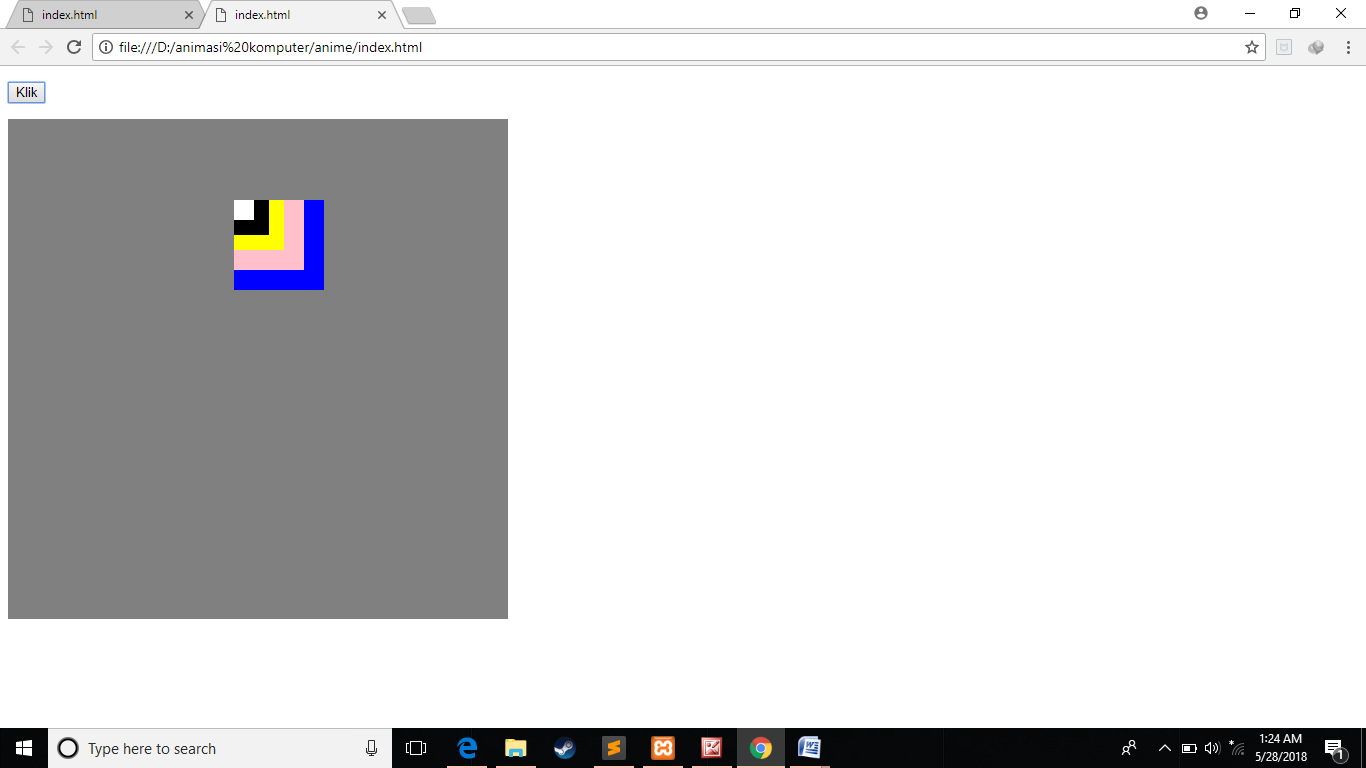 index.html
index.html
file:///D:/animasi%20komputer/anime/index.html
Klik
Type here to search
1:24 AM
5/28/2018
1